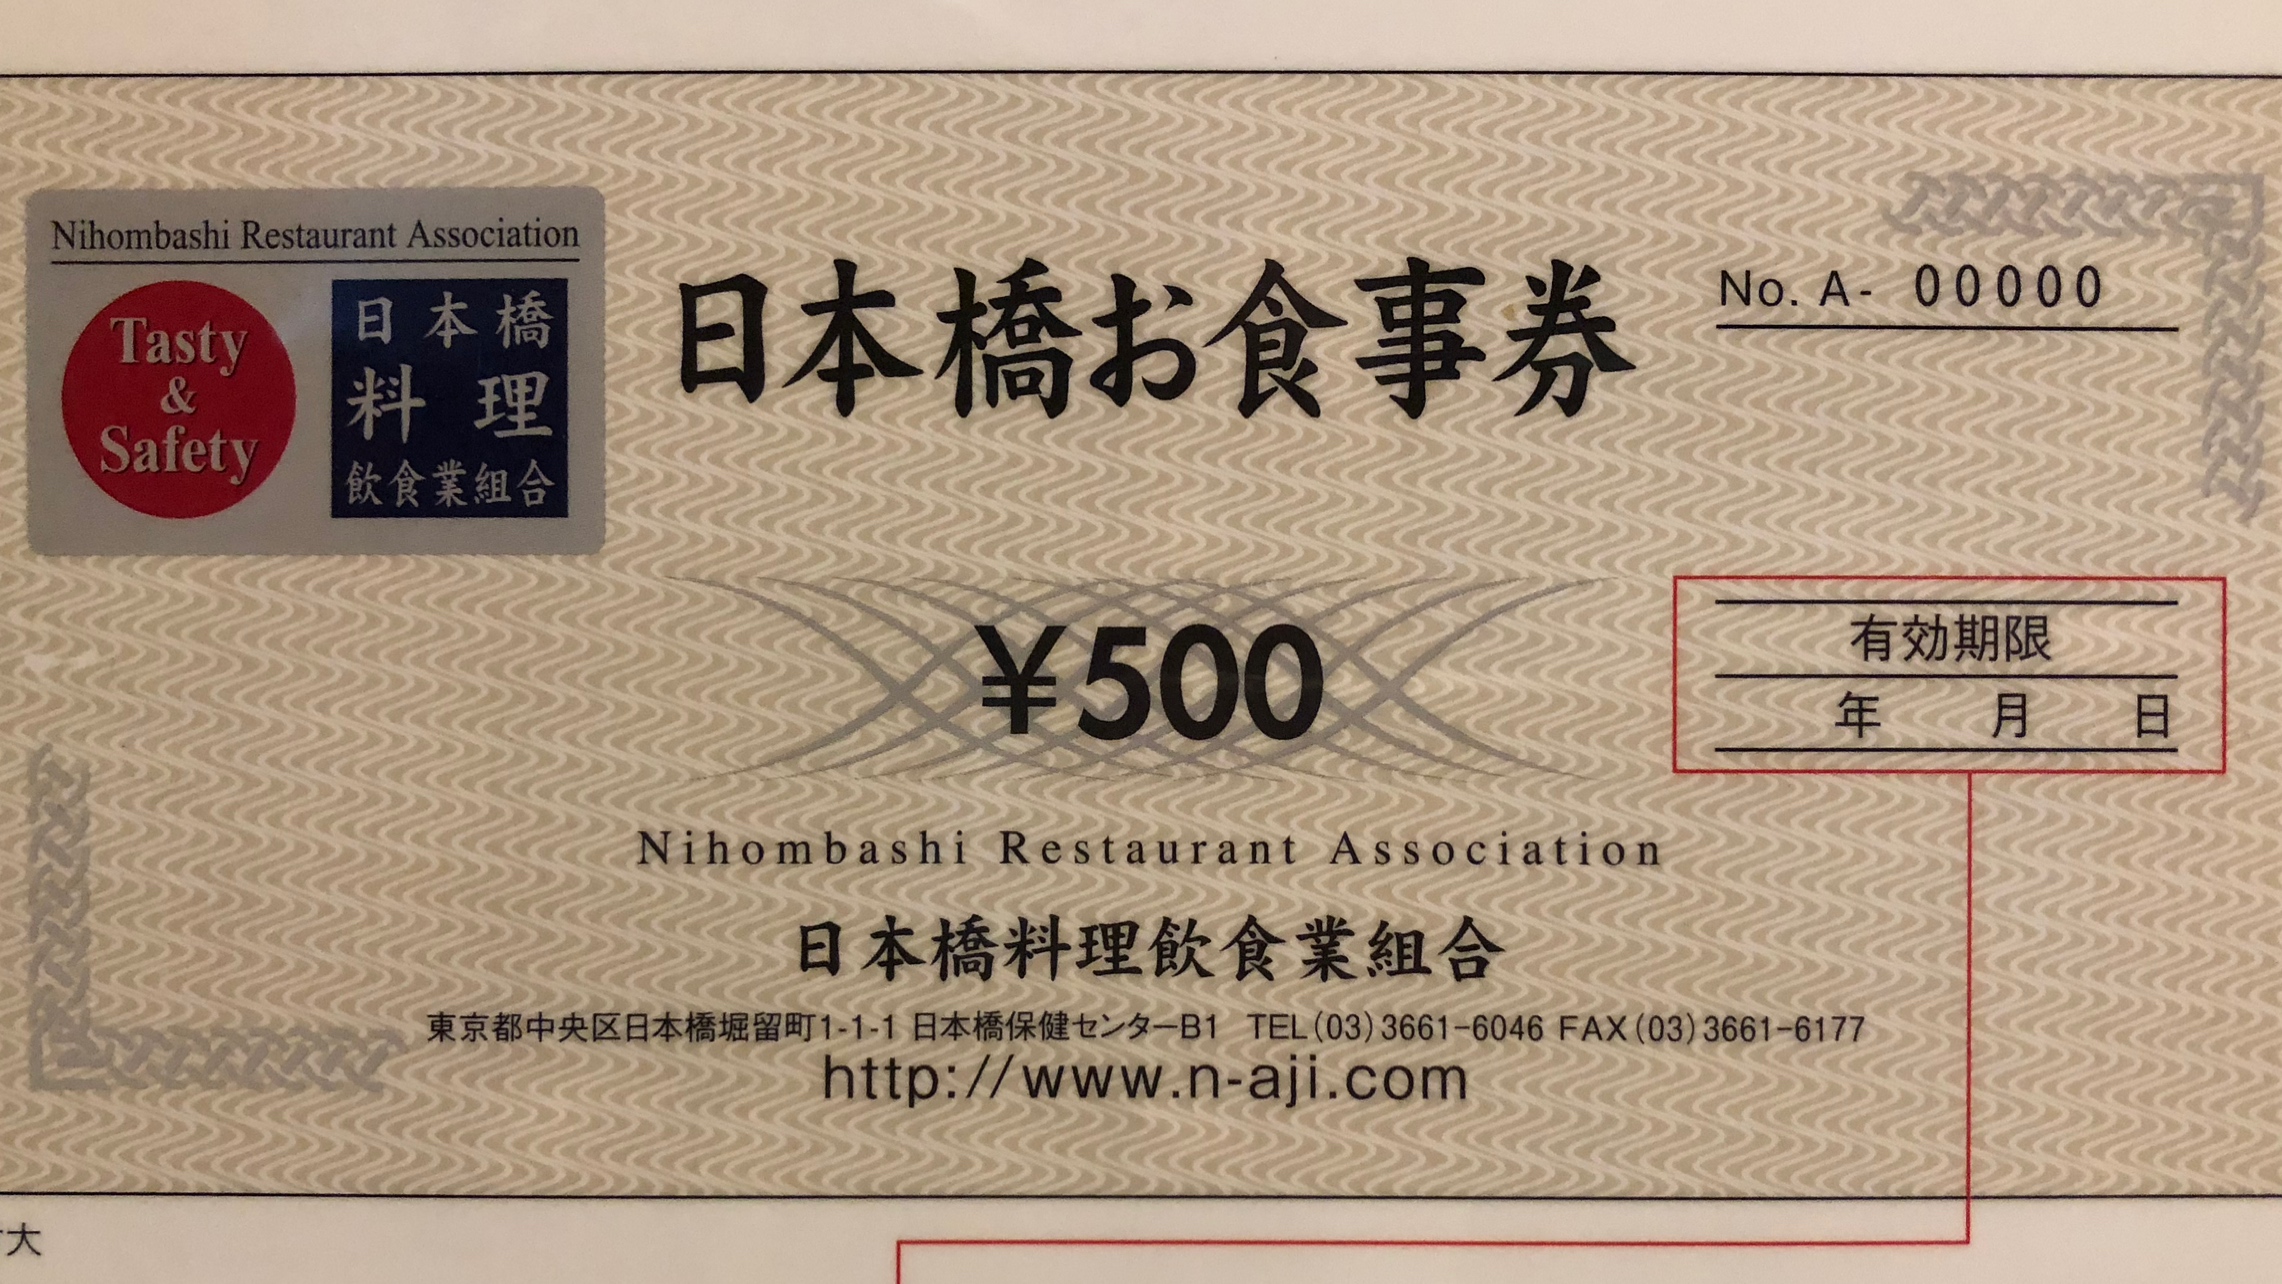 Nihombashi Restaurant Association
Tasty
&
Safety
日本橋
料理
飲食業組合
日本橋お食事券
No. A- 00000
¥500
有効期限
年 月 日
Nihombashi Restaurant Association
日本橋料理飲食業組合
東京都中央区日本橋堀留町1-1-1 日本橋保健センターB1 TEL(03)3661-6046 FAX(03)3661-6177
http://www.n-aji.com
大